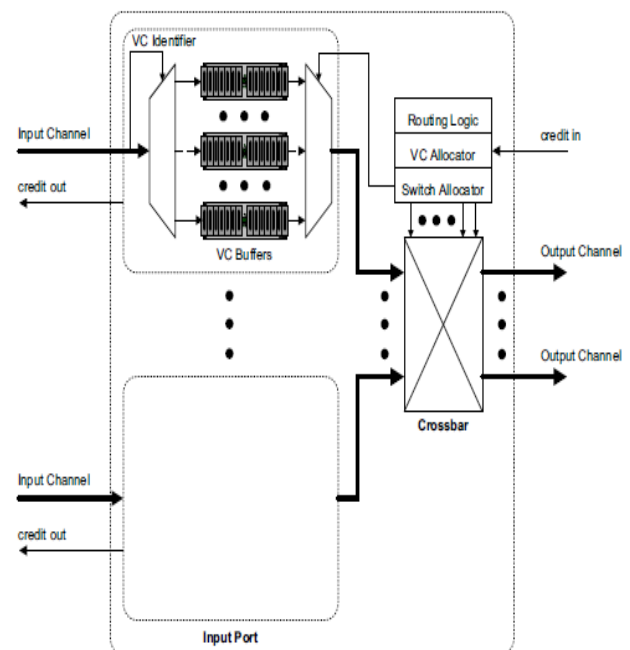 VC Identifier
Input Channel
credit out
VC Buffers
Routing Logic
VC Allocator
Switch Allocator
credit in
Output Channel
Output Channel
Crossbar
Input Channel
credit out
Input Port